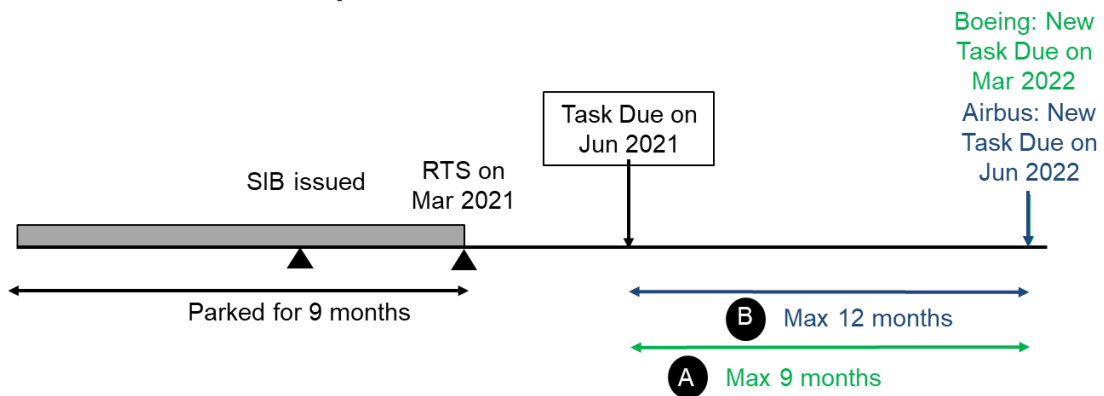 Boeing: New
Task Due on
Mar 2022
Airbus: New
Task Due on
Jun 2022
Task Due on
Jun 2021
SIB issued
RTS on
Mar 2021
Parked for 9 months
B Max 12 months
A Max 9 months